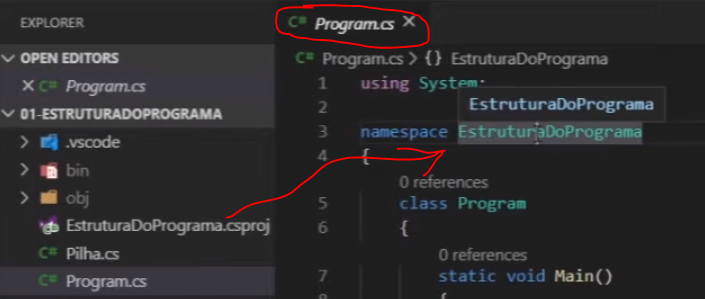 EXPLORER
OPEN EDITORS
C# Program.cs
01-ESTRUTURADOPROGRAMA
.vscode
bin
obj
EstruturaDoPrograma.csproj
C# Pilha.cs
C# Program.cs
C# Program.cs
C# Program.cs > {} EstruturaDoPrograma
1 using System;
2
EstruturaDoPrograma
3 namespace EstruturaDoPrograma
4 {
0 references
5 class Program
6 {
0 references
7 static void Main()
8 {